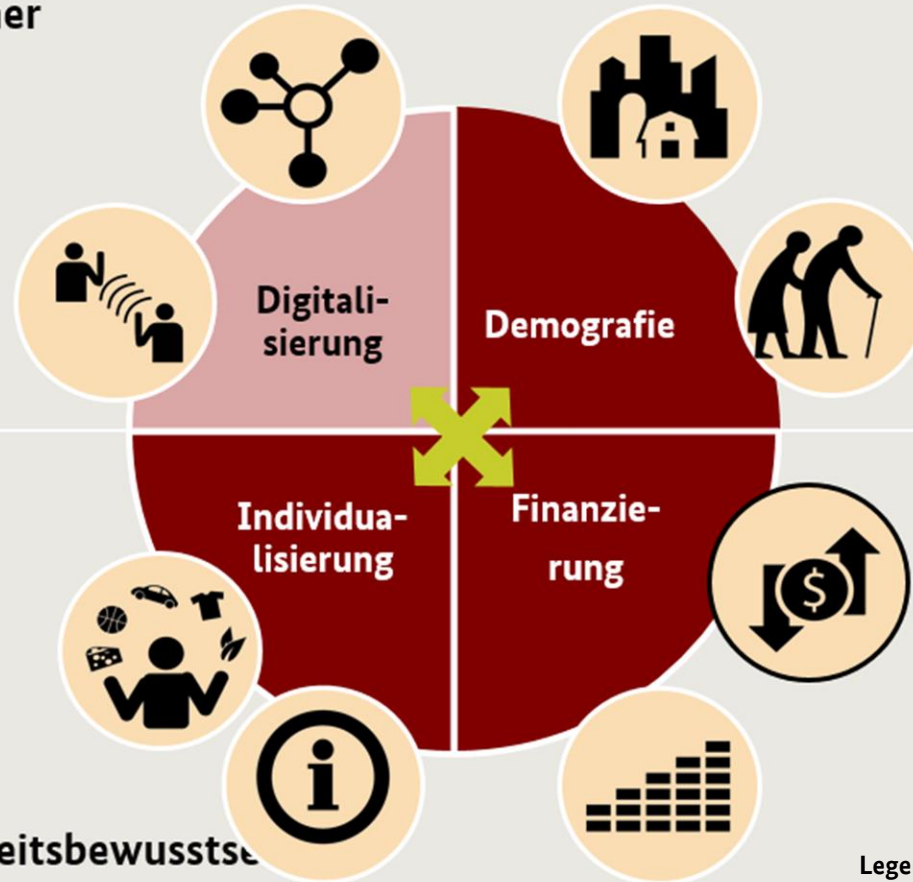 er
Digitali-
sierung
Demografie
Individua-
lisierung
Finanzie-
rung
$
i
eitsbewusstse
Lege